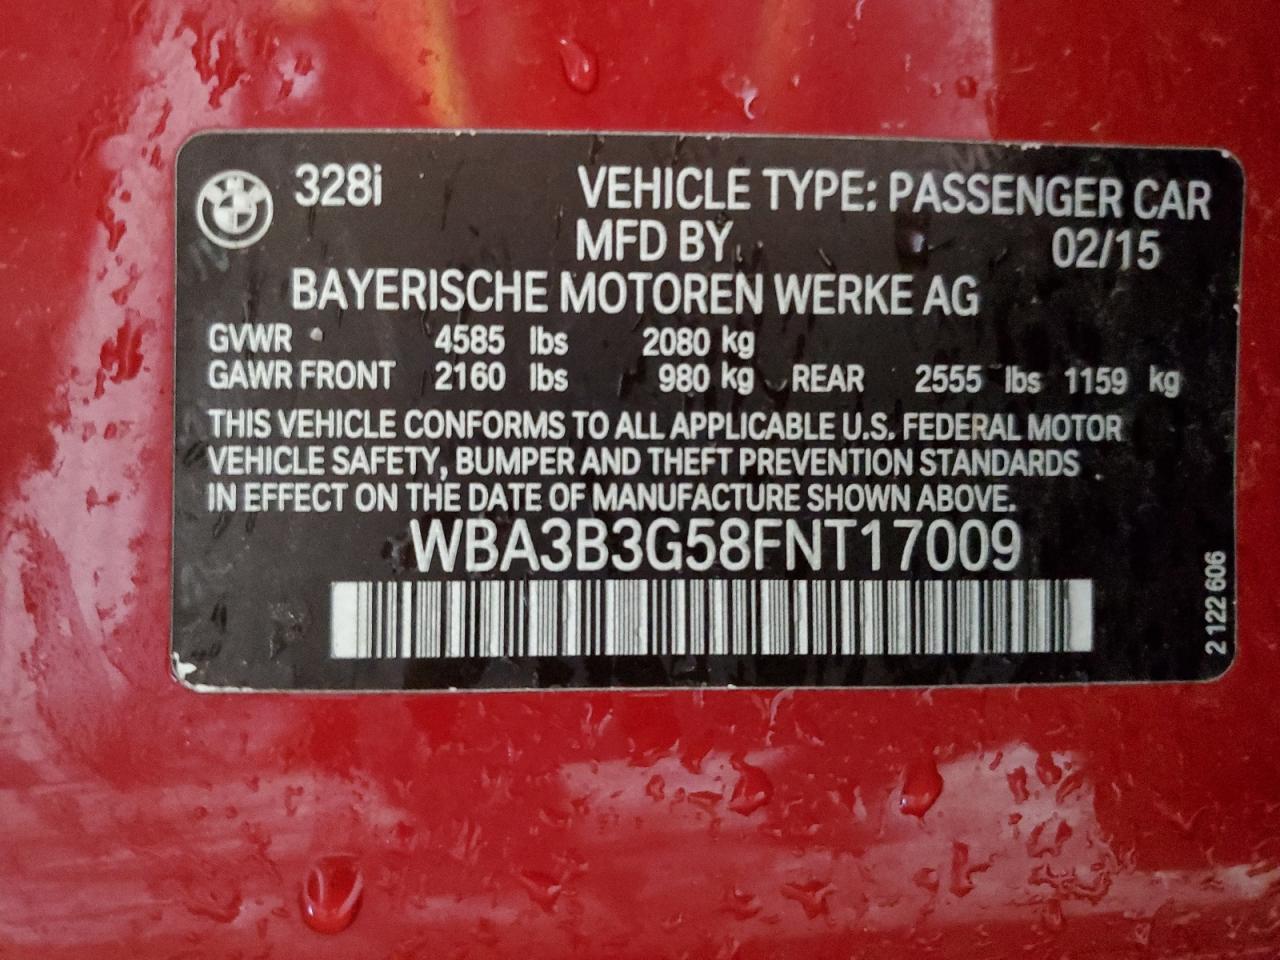 328i VEHICLE TYPE: PASSENGER CAR
MFD BY 02/15
BAYERISCHE MOTOREN WERKE AG
GVWR 4585 lbs 2080 kg
GAWR FRONT 2160 lbs 980 kg REAR 2555 lbs 1159 kg
THIS VEHICLE CONFORMS TO ALL APPLICABLE U.S. FEDERAL MOTOR
VEHICLE SAFETY, BUMPER AND THEFT PREVENTION STANDARDS
IN EFFECT ON THE DATE OF MANUFACTURE SHOWN ABOVE.
WBA3B3G58FNT17009
2 122 606